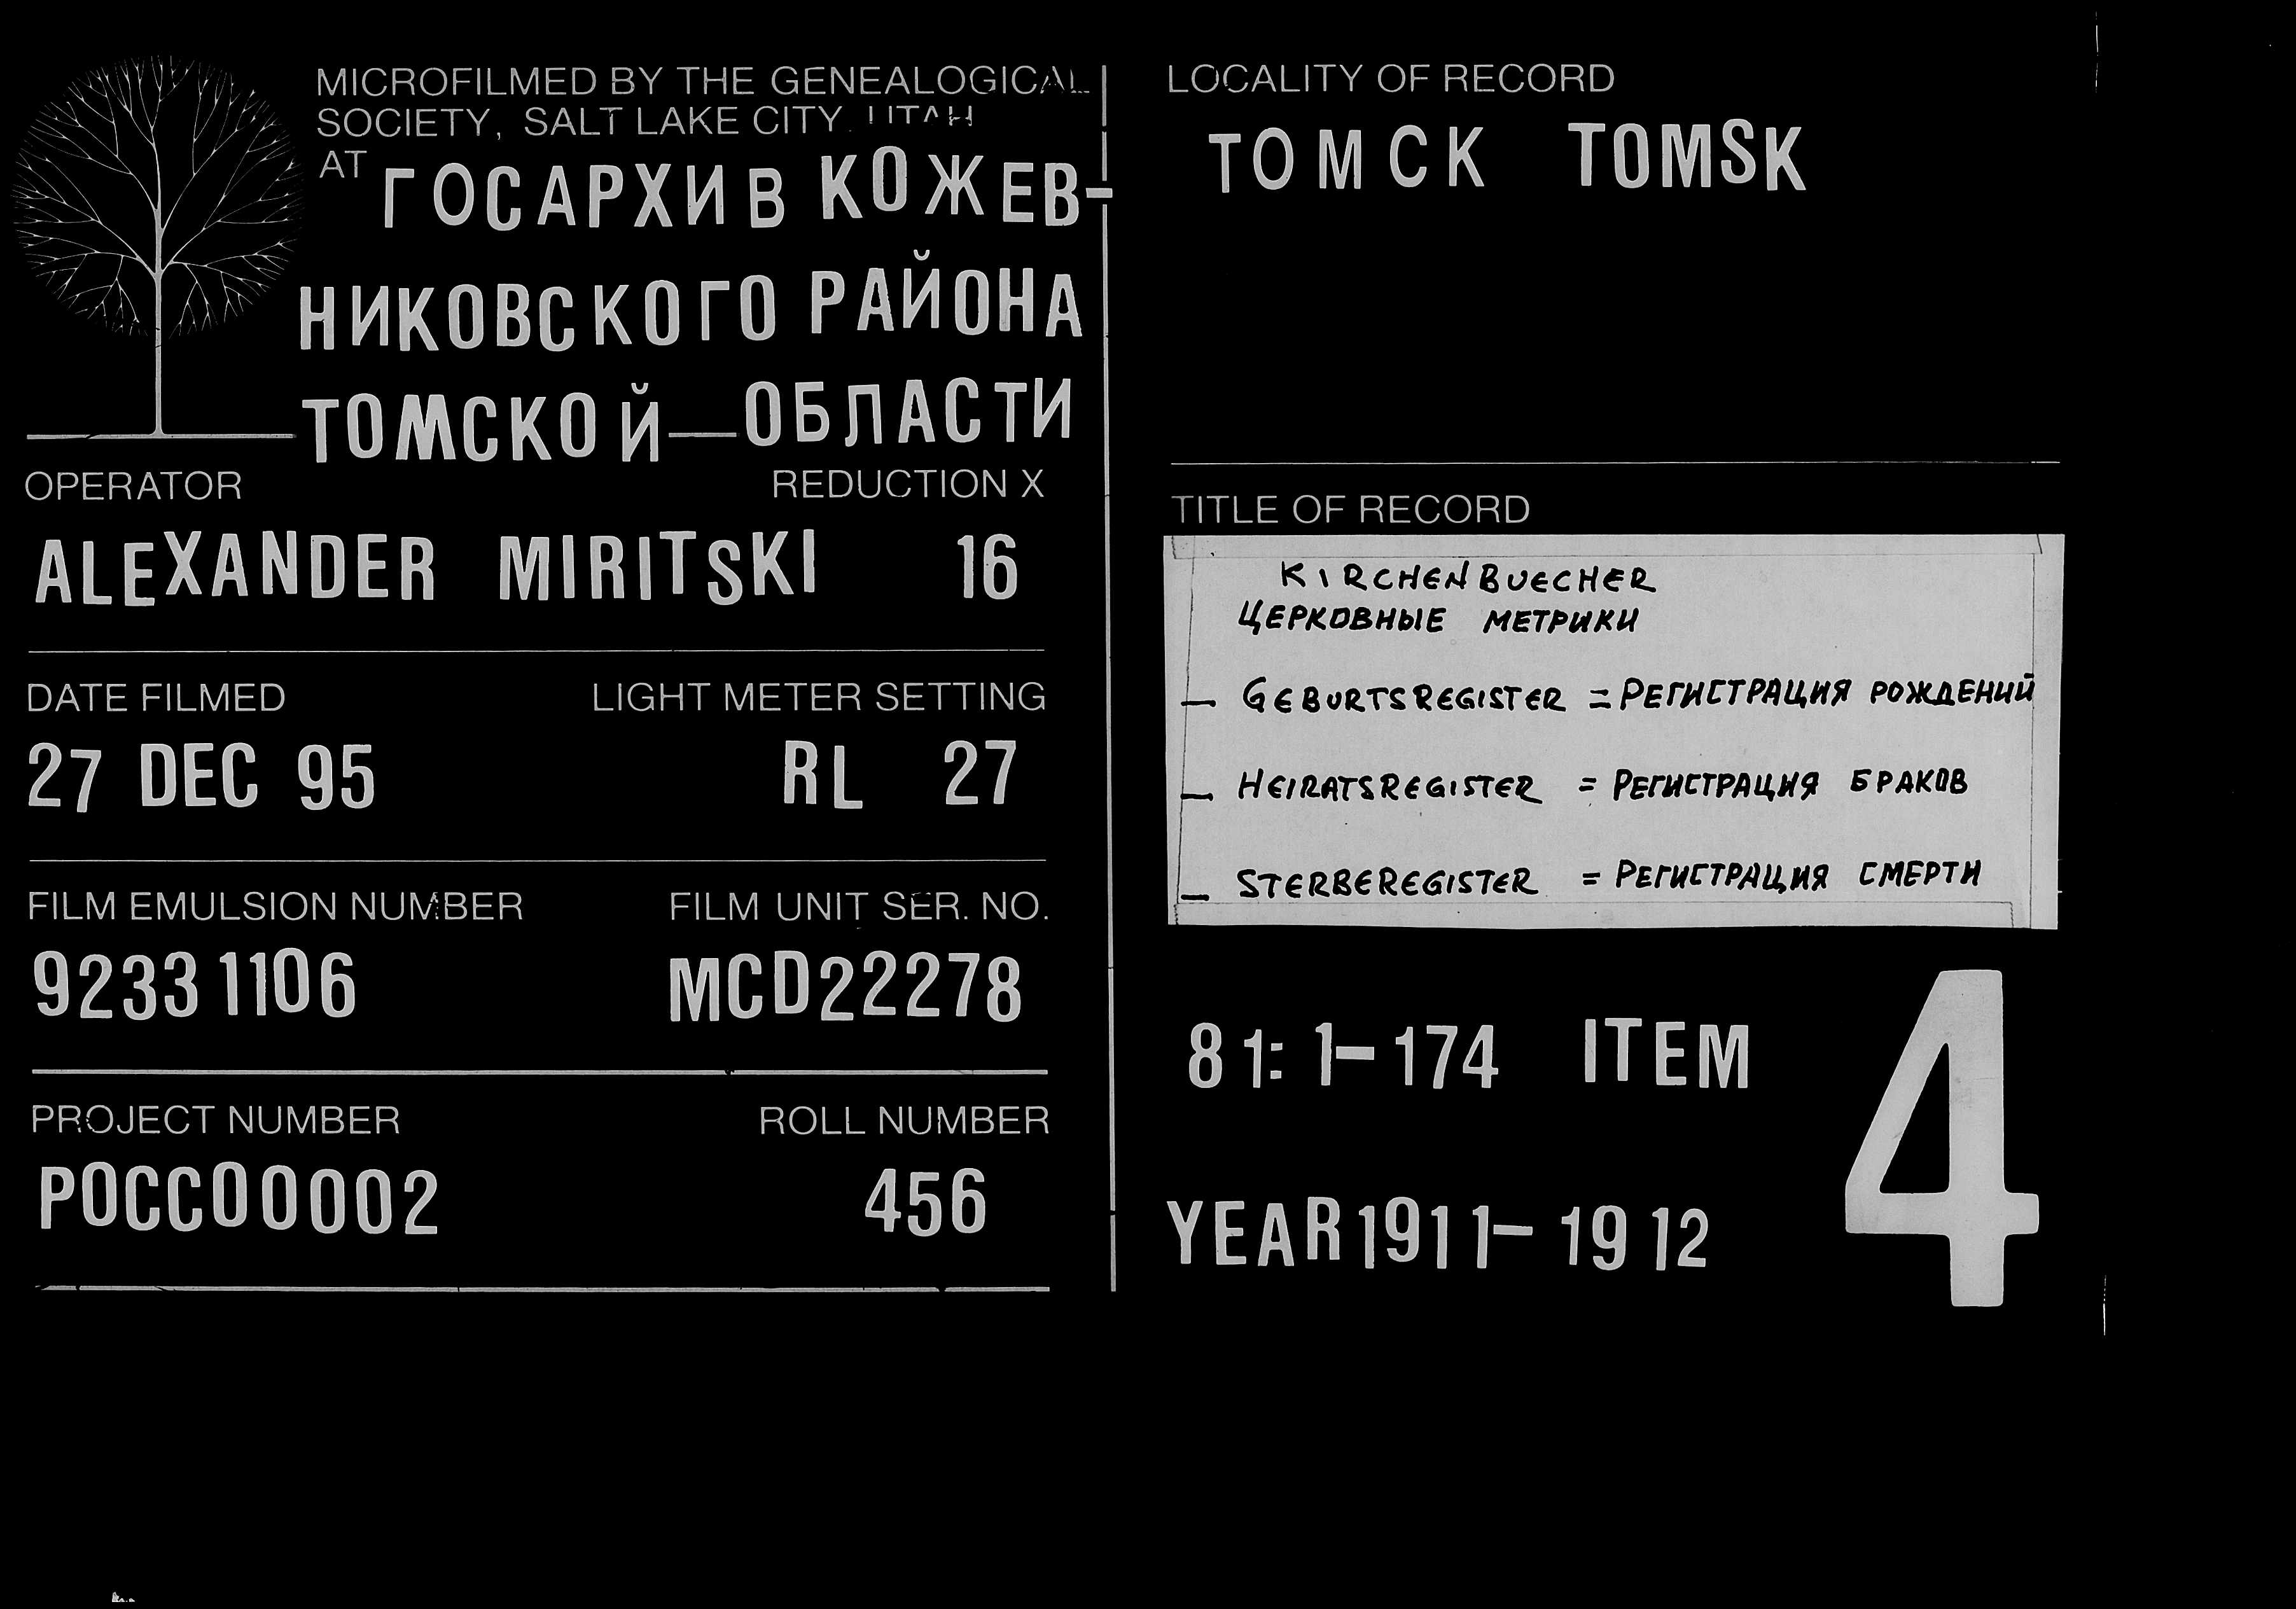 MICROFILMED BY THE GENEALOGICAL
SOCIETY, SALT LAKE CITY, UTAH
AT ГОСАРХИВ КОЖЕВ-
НИКОВСКОГО РАЙОНА
ТОМСКОЙ—ОБЛАСТИ
OPERATOR REDUCTION X
ALEXANDER MIRITSKI 16
DATE FILMED LIGHT METER SETTING
27 DEC 95 RL 27
FILM EMULSION NUMBER FILM UNIT SER. NO.
92331106 MCD22278
PROJECT NUMBER ROLL NUMBER
РОСС00002 456
LOCALITY OF RECORD
ТОМСК TOMSK
TITLE OF RECORD
KIRCHENBUECHER
ЦЕРКОВНЫЕ МЕТРИКИ
— GEBURTSREGISTER = РЕГИСТРАЦИЯ РОЖДЕНИЙ
— HEIRATSREGISTER = РЕГИСТРАЦИЯ БРАКОВ
— STERBEREGISTER = РЕГИСТРАЦИЯ СМЕРТИ
81: 1-174 ITEM 4
YEAR 1911-1912